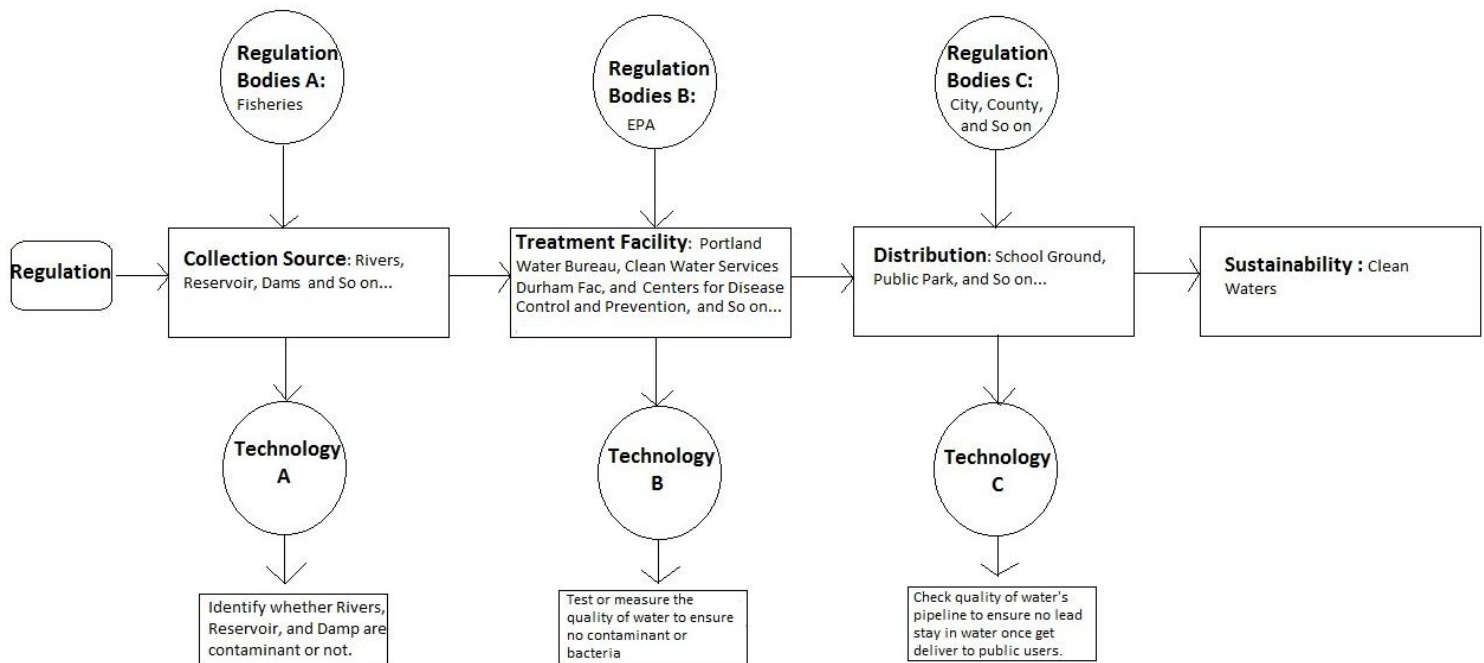 Regulation
Bodies A:
Fisheries
Regulation
Bodies B:
EPA
Regulation
Bodies C:
City, County,
and So on
Regulation
Collection Source: Rivers,
Reservoir, Dams and So on...
Treatment Facility: Portland
Water Bureau, Clean Water Services
Durham Fac, and Centers for Disease
Control and Prevention, and So on...
Distribution: School Ground,
Public Park, and So on...
Sustainability : Clean
Waters
Technology
A
Technology
B
Technology
C
Identify whether Rivers,
Reservoir, and Damp are
contaminant or not.
Test or measure the
quality of water to ensure
no contaminant or
bacteria
Check quality of water's
pipeline to ensure no lead
stay in water once get
deliver to public users.